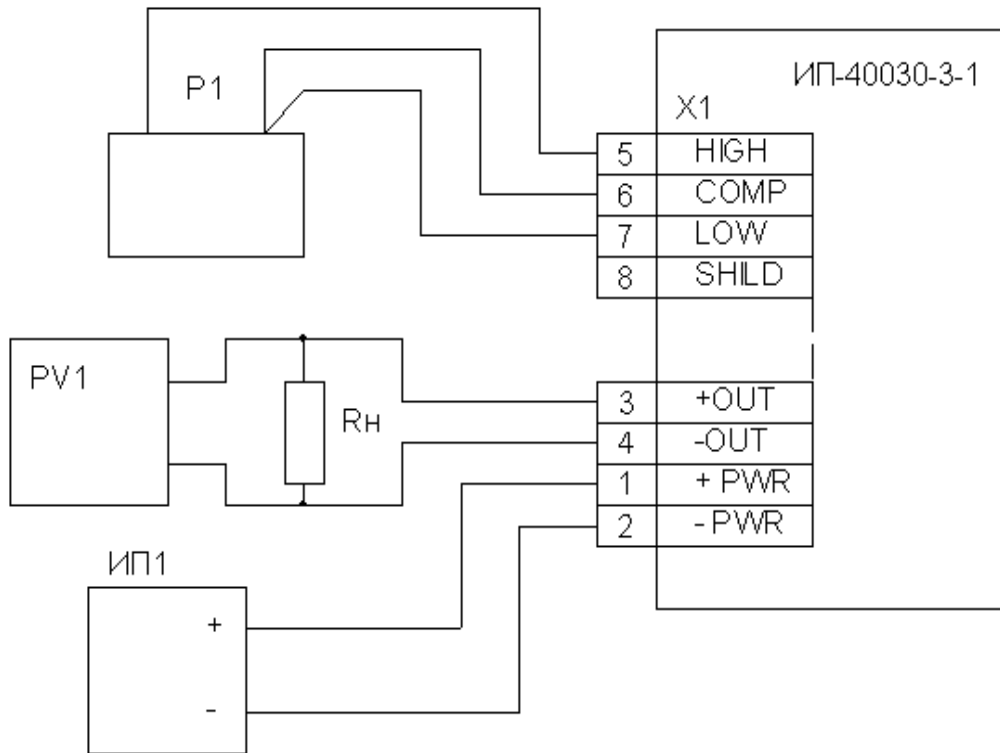 P1
ИП-40030-3-1
X1
5 HIGH
6 COMP
7 LOW
8 SHILD
PV1
Rн
3 +OUT
4 -OUT
1 + PWR
2 - PWR
ИП1
+
-